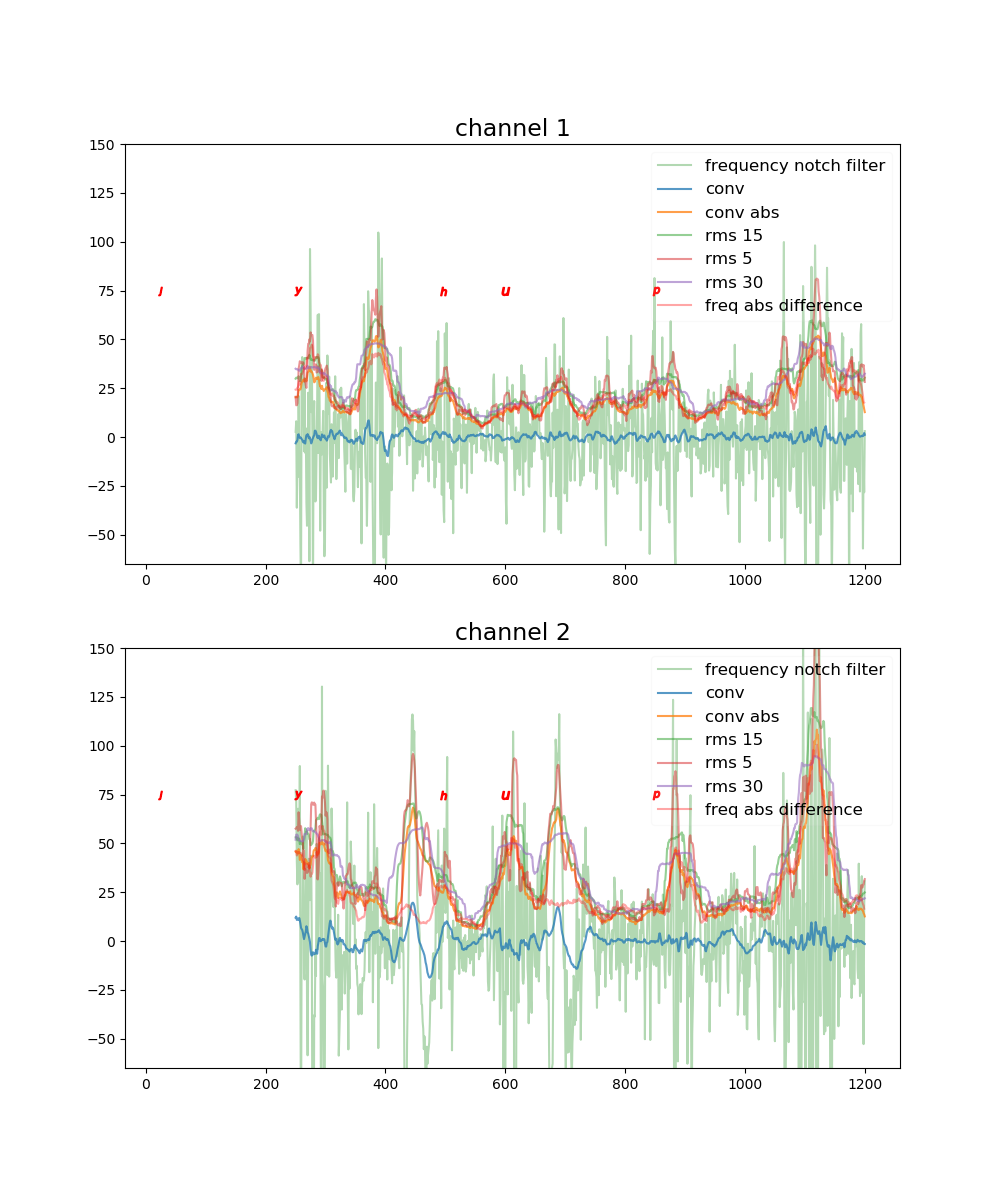 channel 1
150
125
100
75
50
25
0
−25
−50
frequency notch filter
conv
conv abs
rms 15
rms 5
rms 30
freq abs difference
j y h u p
0 200 400 600 800 1000 1200
channel 2
150
125
100
75
50
25
0
−25
−50
frequency notch filter
conv
conv abs
rms 15
rms 5
rms 30
freq abs difference
j y h u p
0 200 400 600 800 1000 1200